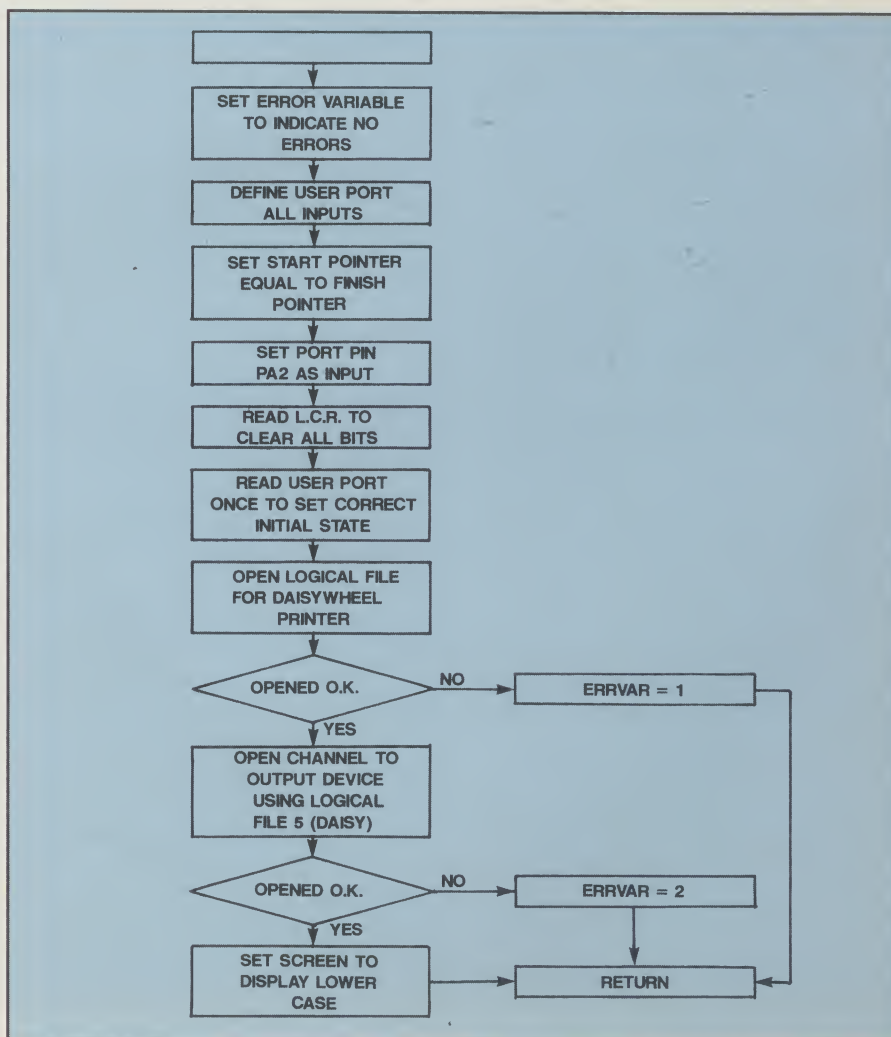 SET ERROR VARIABLE
TO INDICATE NO
ERRORS
DEFINE USER PORT
ALL INPUTS
SET START POINTER
EQUAL TO FINISH
POINTER
SET PORT PIN
PA2 AS INPUT
READ L.C.R. TO
CLEAR ALL BITS
READ USER PORT
ONCE TO SET CORRECT
INITIAL STATE
OPEN LOGICAL FILE
FOR DAISYWHEEL
PRINTER
OPENED O.K.
NO
ERRVAR = 1
YES
OPEN CHANNEL TO
OUTPUT DEVICE
USING LOGICAL
FILE 5 (DAISY)
OPENED O.K.
NO
ERRVAR = 2
YES
SET SCREEN TO
DISPLAY LOWER
CASE
RETURN